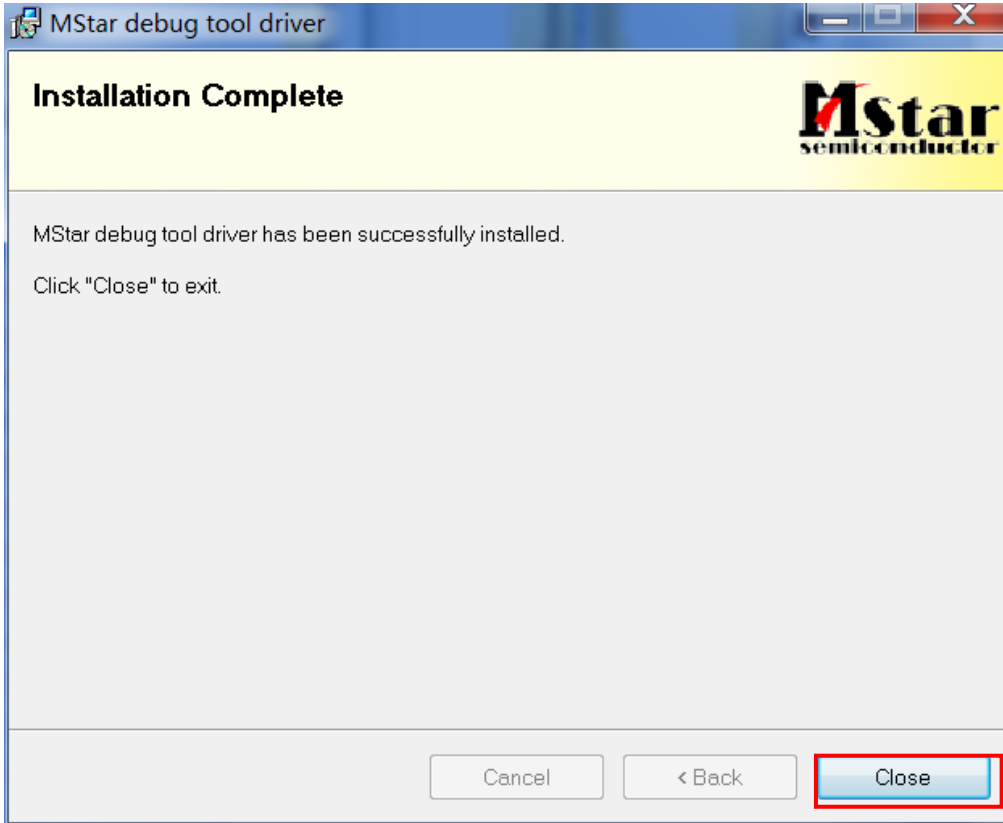 MStar debug tool driver
Installation Complete
MStar
semiconductor
MStar debug tool driver has been successfully installed.
Click "Close" to exit.
Cancel
< Back
Close